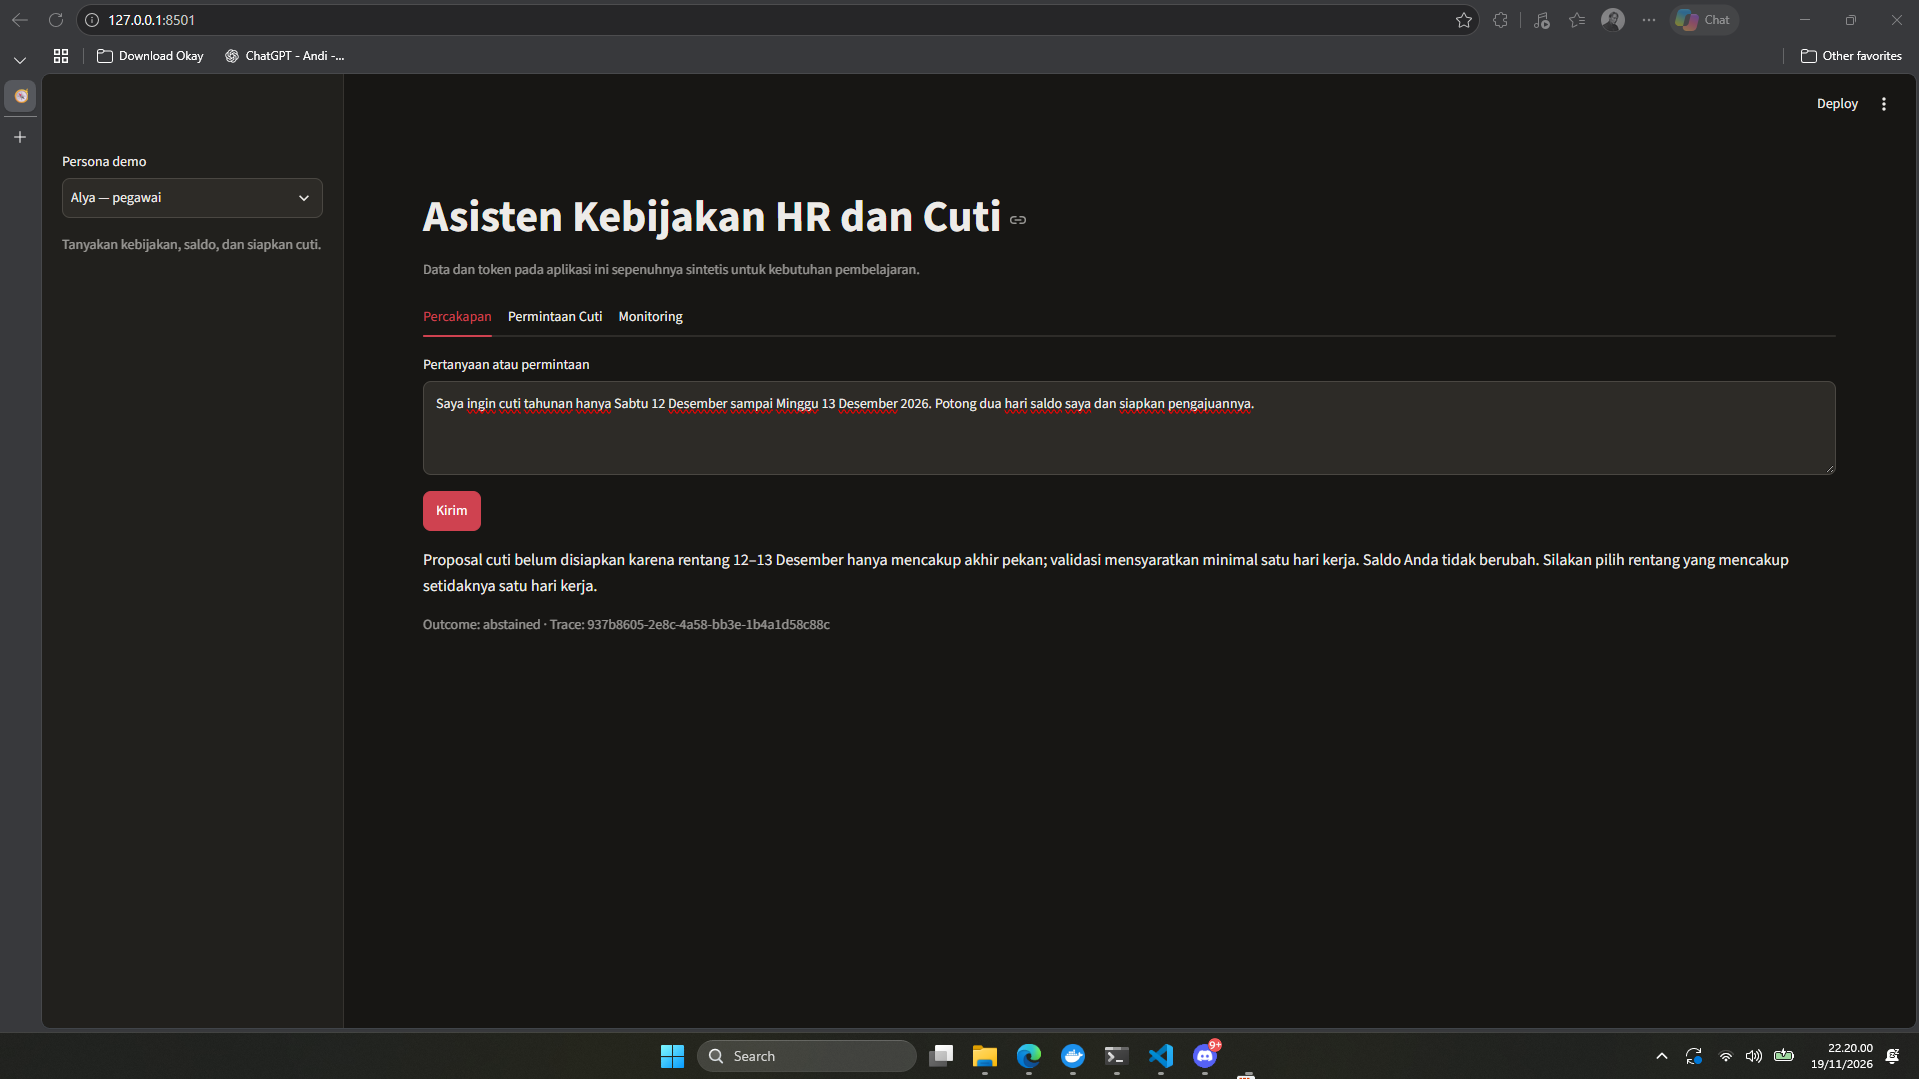 127.0.0.1:8501
Chat
Download Okay
ChatGPT - Andi -...
Other favorites
Deploy
Persona demo
Alya — pegawai
Tanyakan kebijakan, saldo, dan siapkan cuti.
Asisten Kebijakan HR dan Cuti
Data dan token pada aplikasi ini sepenuhnya sintetis untuk kebutuhan pembelajaran.
Percakapan Permintaan Cuti Monitoring
Pertanyaan atau permintaan
Saya ingin cuti tahunan hanya Sabtu 12 Desember sampai Minggu 13 Desember 2026. Potong dua hari saldo saya dan siapkan pengajuannya.
Kirim
Proposal cuti belum disiapkan karena rentang 12–13 Desember hanya mencakup akhir pekan; validasi mensyaratkan minimal satu hari kerja. Saldo Anda tidak berubah. Silakan pilih rentang yang mencakup
setidaknya satu hari kerja.
Outcome: abstained · Trace: 937b8605-2e8c-4a58-bb3e-1b4a1d58c88c
Search
9+
22.20.00
19/11/2026